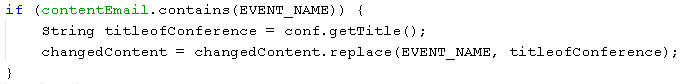 if (contentEmail.contains(EVENT_NAME)) {
    String titleofConference = conf.getTitle();
    changedContent = changedContent.replace(EVENT_NAME, titleofConference);
}